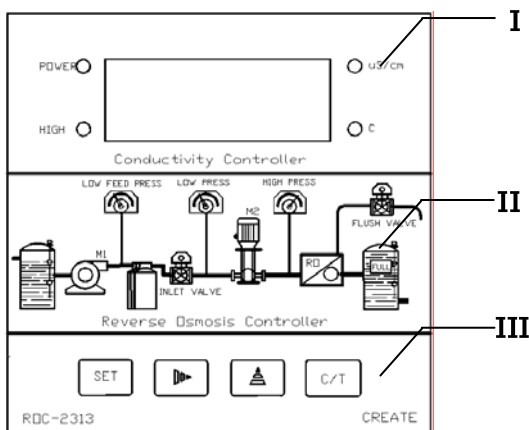 I
POWER
uS/cm
HIGH
C
Conductivity Controller
LOW FEED PRESS
LOW PRESS
HIGH PRESS
M2
FLUSH VALVE
II
M1
RO
FULL
INLET VALVE
Reverse Osmosis Controller
III
SET
C/T
ROC-2313
CREATE